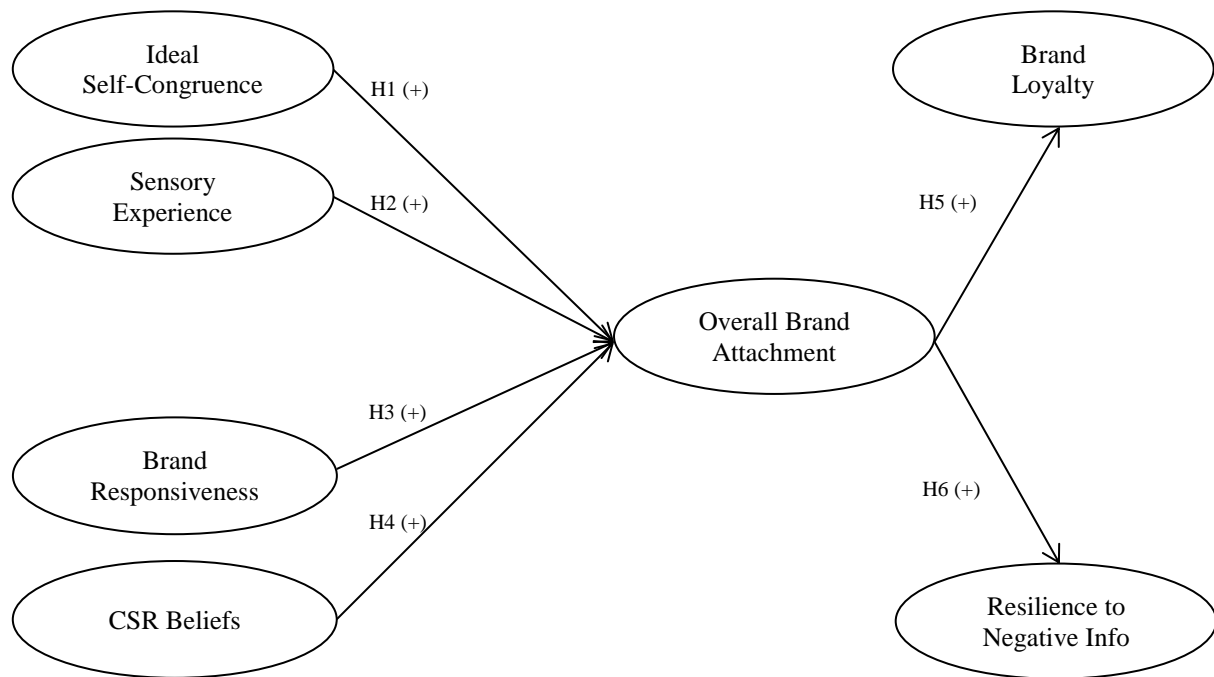 Ideal
Self-Congruence
H1 (+)
Sensory
Experience
H2 (+)
Brand
Responsiveness
H3 (+)
CSR Beliefs
H4 (+)
Overall Brand
Attachment
Brand
Loyalty
H5 (+)
H6 (+)
Resilience to
Negative Info